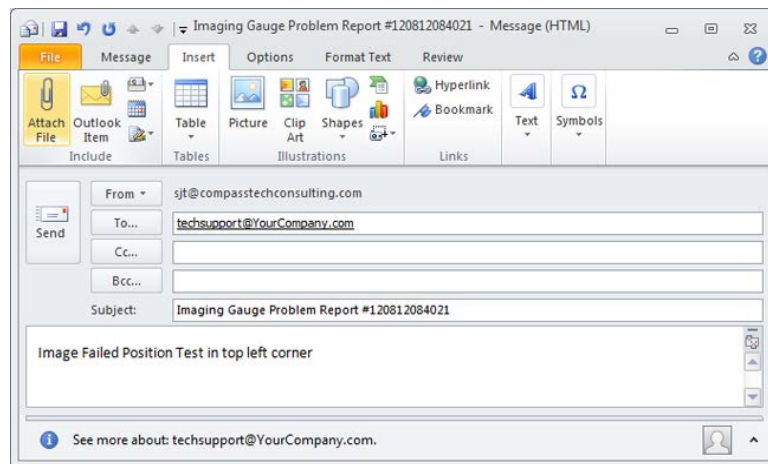 Imaging Gauge Problem Report #120812084021 - Message (HTML)
File Message Insert Options Format Text Review
Attach File
Outlook Item
Include
Table
Tables
Picture
Clip Art
Shapes
Illustrations
Hyperlink
Bookmark
Links
Text
Symbols
Send
From sjt@compasstechconsulting.com
To... techsupport@YourCompany.com
Cc...
Bcc...
Subject: Imaging Gauge Problem Report #120812084021
Image Failed Position Test in top left corner
See more about: techsupport@YourCompany.com.